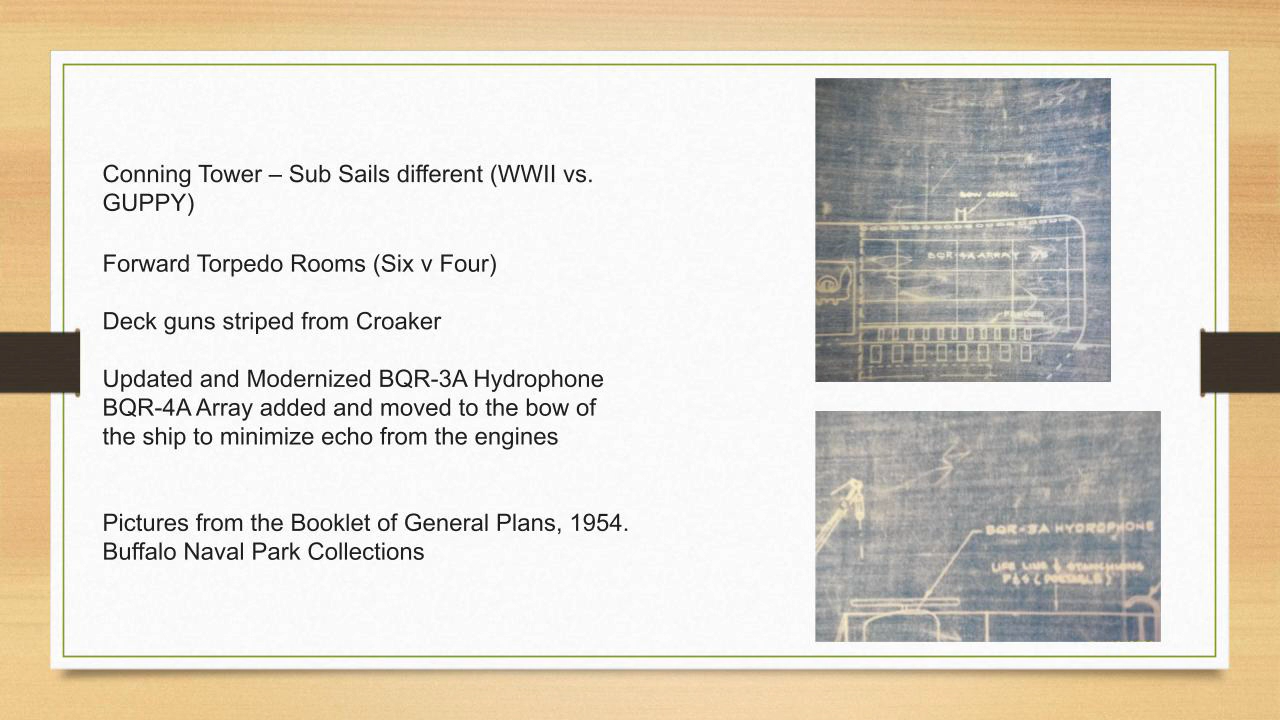 Conning Tower – Sub Sails different (WWII vs.
GUPPY)
Forward Torpedo Rooms (Six v Four)
Deck guns striped from Croaker
Updated and Modernized BQR-3A Hydrophone
BQR-4A Array added and moved to the bow of
the ship to minimize echo from the engines
Pictures from the Booklet of General Plans, 1954.
Buffalo Naval Park Collections
BOW CHOCK
BQR-4A ARRAY P/S
BQR-3A HYDROPHONE
LIFE LINE & STANCHIONS
P & S (PORTABLE)